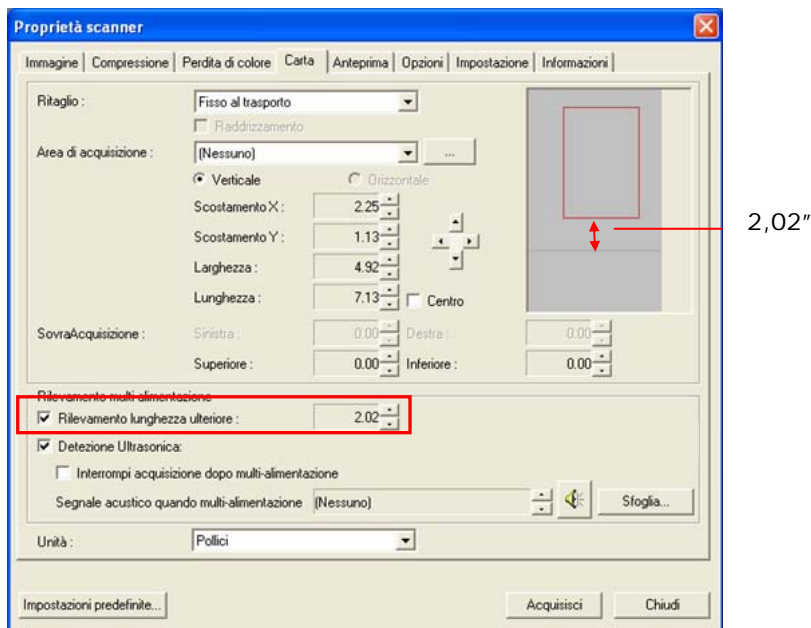 Proprietà scanner
Immagine Compressione Perdita di colore Carta Anteprima Opzioni Impostazione Informazioni
Ritaglio : Fisso al trasporto
Raddrizzamento
Area di acquisizione : (Nessuno) ...
Verticale Orizzontale
Scostamento X : 2.25
Scostamento Y : 1.13
Larghezza : 4.92
Lunghezza : 7.13 Centro
2,02"
SovraAcquisizione : Sinistra : 0.00 Destra : 0.00
Superiore : 0.00 Inferiore : 0.00
Rilevamento multi-alimentazione
Rilevamento lunghezza ulteriore : 2.02
Detezione Ultrasonica:
Interrompi acquisizione dopo multi-alimentazione
Segnale acustico quando multi-alimentazione (Nessuno) Sfoglia...
Unità : Pollici
Impostazioni predefinite... Acquisisci Chiudi